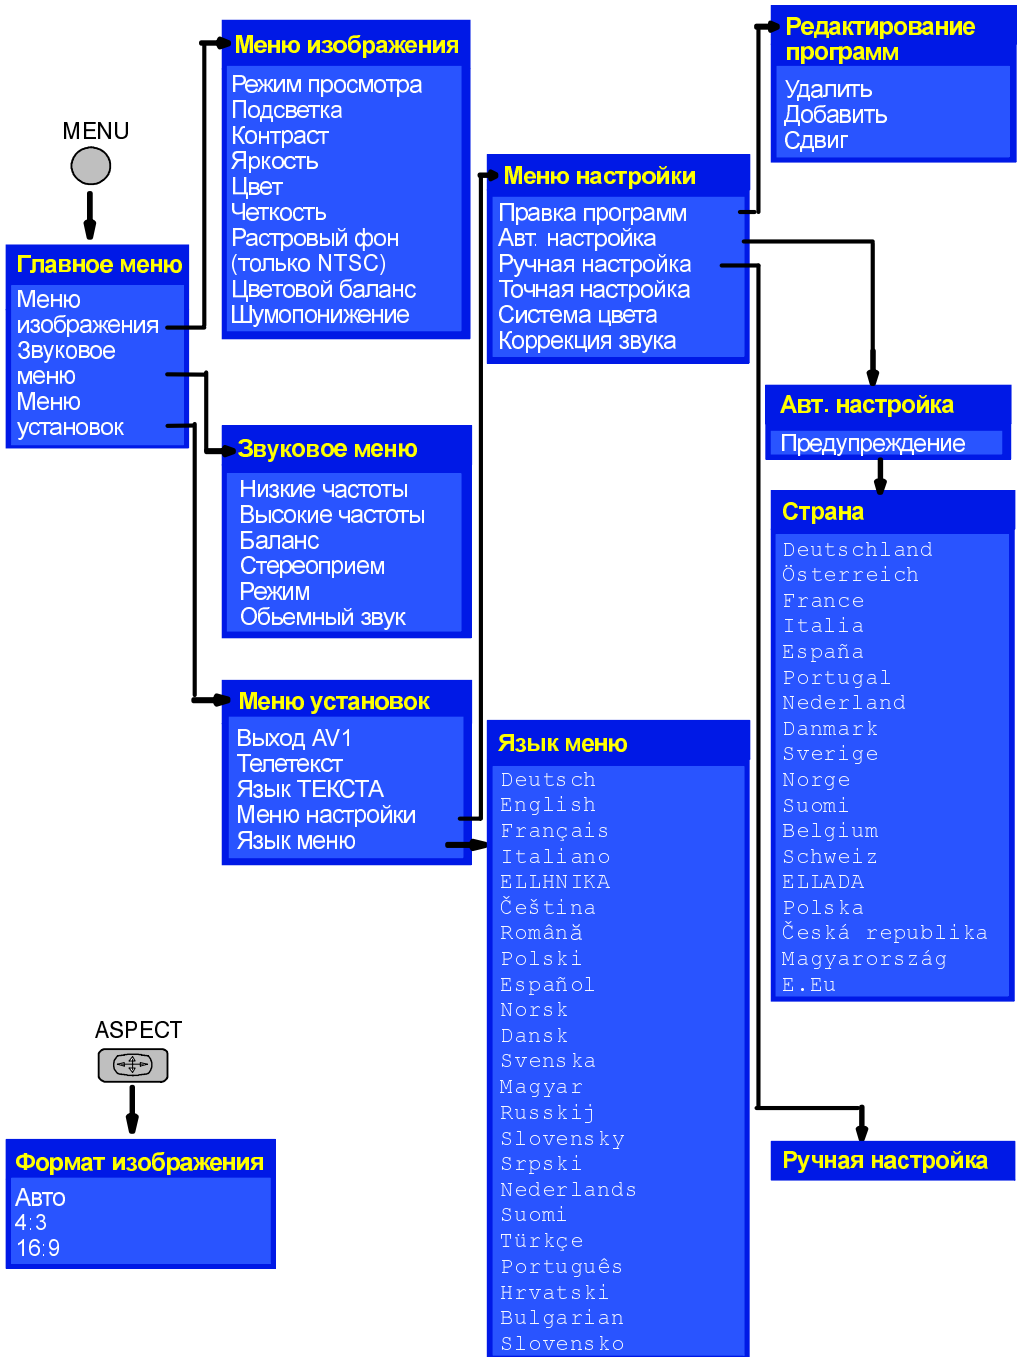 MENU
Главное меню
Меню
изображения
Звуковое
меню
Меню
установок
Меню изображения
Режим просмотра
Подсветка
Контраст
Яркость
Цвет
Четкость
Растровый фон
(только NTSC)
Цветовой баланс
Шумопонижение
Звуковое меню
Низкие частоты
Высокие частоты
Баланс
Стереоприем
Режим
Обьемный звук
Меню установок
Выход AV1
Телетекст
Язык ТЕКСТА
Меню настройки
Язык меню
Меню настройки
Правка программ
Авт. настройка
Ручная настройка
Точная настройка
Система цвета
Коррекция звука
Редактирование
программ
Удалить
Добавить
Сдвиг
Авт. настройка
Предупреждение
Страна
Deutschland
Österreich
France
Italia
España
Portugal
Nederland
Danmark
Sverige
Norge
Suomi
Belgium
Schweiz
ELLADA
Polska
Česká republika
Magyarország
E.Eu
Ручная настройка
Язык меню
Deutsch
English
Français
Italiano
ELLHNIKA
Čeština
Română
Polski
Español
Norsk
Dansk
Svenska
Magyar
Russkij
Slovensky
Srpski
Nederlands
Suomi
Türkçe
Português
Hrvatski
Bulgarian
Slovensko
ASPECT
Формат изображения
Авто
4:3
16:9